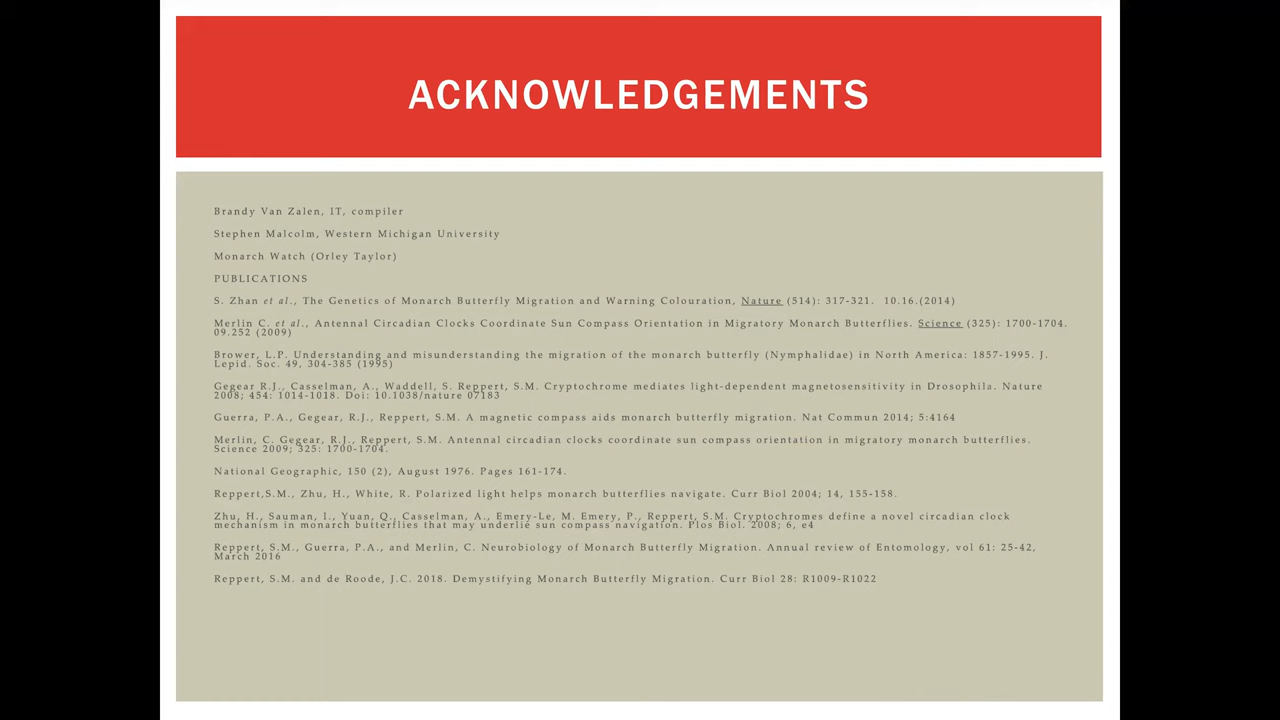 ACKNOWLEDGEMENTS
Brandy Van Zalen, IT, compiler
Stephen Malcolm, Western Michigan University
Monarch Watch (Orley Taylor)
PUBLICATIONS
S. Zhan et al., The Genetics of Monarch Butterfly Migration and Warning Colouration, Nature (514): 317-321. 10.16.(2014)
Merlin C. et al., Antennal Circadian Clocks Coordinate Sun Compass Orientation in Migratory Monarch Butterflies. Science (325): 1700-1704.
09.252 (2009)
Brower, L.P. Understanding and misunderstanding the migration of the monarch butterfly (Nymphalidae) in North America: 1857-1995. J.
Lepid. Soc. 49, 304-385 (1995)
Gegear R.J., Casselman, A., Waddell, S. Reppert, S.M. Cryptochrome mediates light-dependent magnetosensitivity in Drosophila. Nature
2008; 454: 1014-1018. Doi: 10.1038/nature 07183
Guerra, P.A., Gegear, R.J., Reppert, S.M. A magnetic compass aids monarch butterfly migration. Nat Commun 2014; 5:4164
Merlin, C. Gegear, R.J., Reppert, S.M. Antennal circadian clocks coordinate sun compass orientation in migratory monarch butterflies.
Science 2009; 325: 1700-1704.
National Geographic, 150 (2), August 1976. Pages 161-174.
Reppert,S.M., Zhu, H., White, R. Polarized light helps monarch butterflies navigate. Curr Biol 2004; 14, 155-158.
Zhu, H., Sauman, I., Yuan, Q., Casselman, A., Emery-Le, M. Emery, P., Reppert, S.M. Cryptochromes define a novel circadian clock
mechanism in monarch butterflies that may underlie sun compass navigation. Plos Biol. 2008; 6, e4
Reppert, S.M., Guerra, P.A., and Merlin, C. Neurobiology of Monarch Butterfly Migration. Annual review of Entomology, vol 61: 25-42,
March 2016
Reppert, S.M. and de Roode, J.C. 2018. Demystifying Monarch Butterfly Migration. Curr Biol 28: R1009-R1022